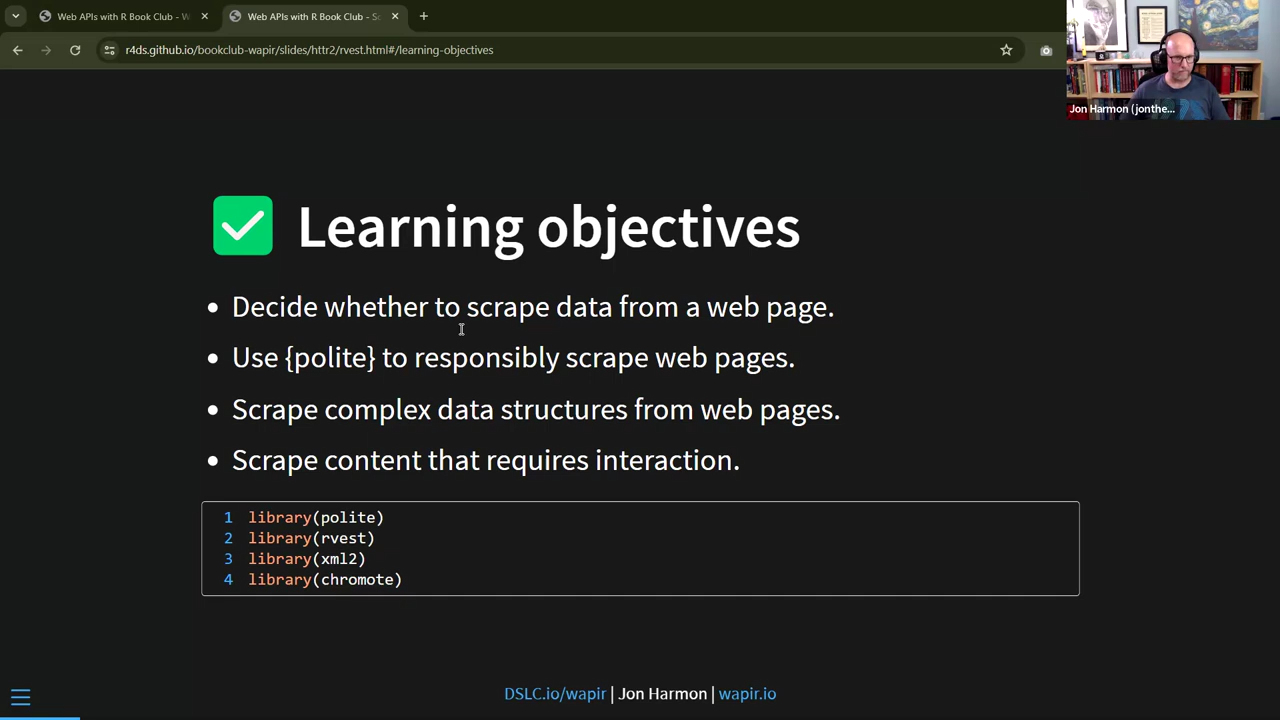 Web APIs with R Book Club - W
Web APIs with R Book Club - Sc
r4ds.github.io/bookclub-wapir/slides/httr2/rvest.html#/learning-objectives
Jon Harmon (jonthe...
Learning objectives
• Decide whether to scrape data from a web page.
• Use {polite} to responsibly scrape web pages.
• Scrape complex data structures from web pages.
• Scrape content that requires interaction.
1 library(polite)
2 library(rvest)
3 library(xml2)
4 library(chromote)
DSLC.io/wapir | Jon Harmon | wapir.io